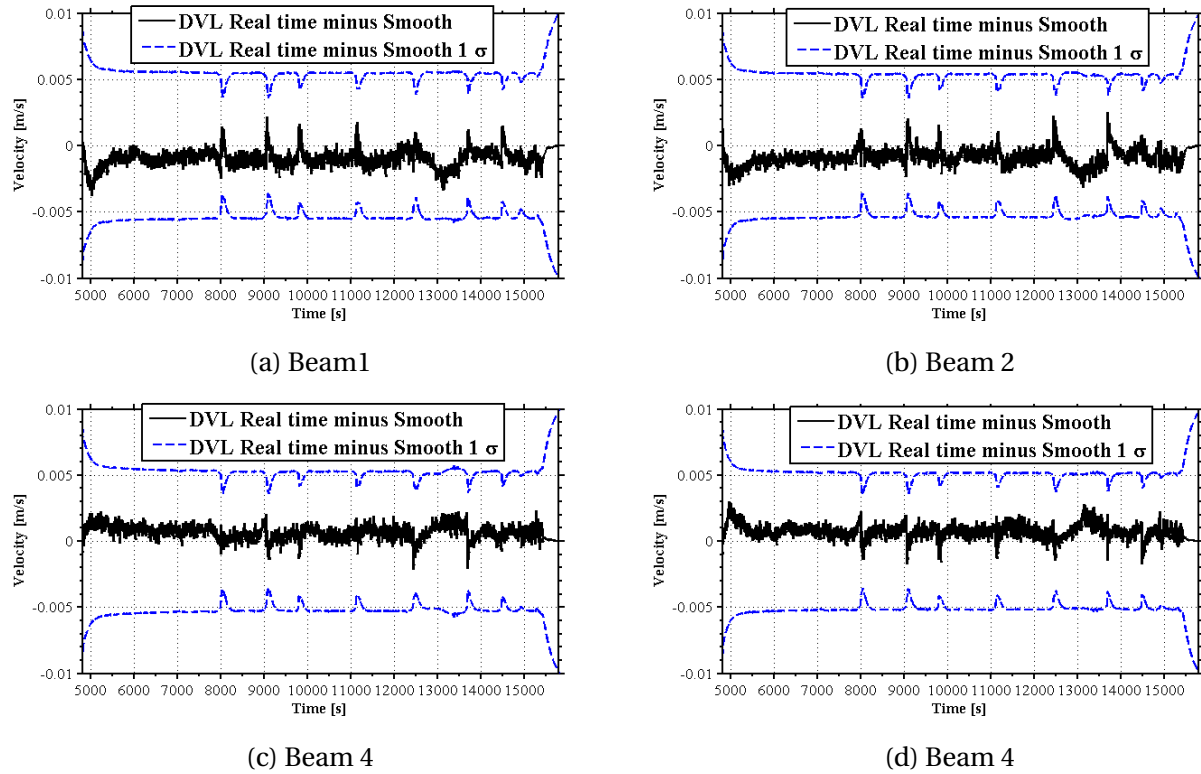 DVL Real time minus Smooth
DVL Real time minus Smooth 1 σ
0.01
0.005
0
-0.005
-0.01
Velocity [m/s]
5000 6000 7000 8000 9000 10000 11000 12000 13000 14000 15000
Time [s]
(a) Beam1
DVL Real time minus Smooth
DVL Real time minus Smooth 1 σ
0.01
0.005
0
-0.005
-0.01
Velocity [m/s]
5000 6000 7000 8000 9000 10000 11000 12000 13000 14000 15000
Time [s]
(b) Beam 2
DVL Real time minus Smooth
DVL Real time minus Smooth 1 σ
0.01
0.005
0
-0.005
-0.01
Velocity [m/s]
5000 6000 7000 8000 9000 10000 11000 12000 13000 14000 15000
Time [s]
(c) Beam 4
DVL Real time minus Smooth
DVL Real time minus Smooth 1 σ
0.01
0.005
0
-0.005
-0.01
Velocity [m/s]
5000 6000 7000 8000 9000 10000 11000 12000 13000 14000 15000
Time [s]
(d) Beam 4